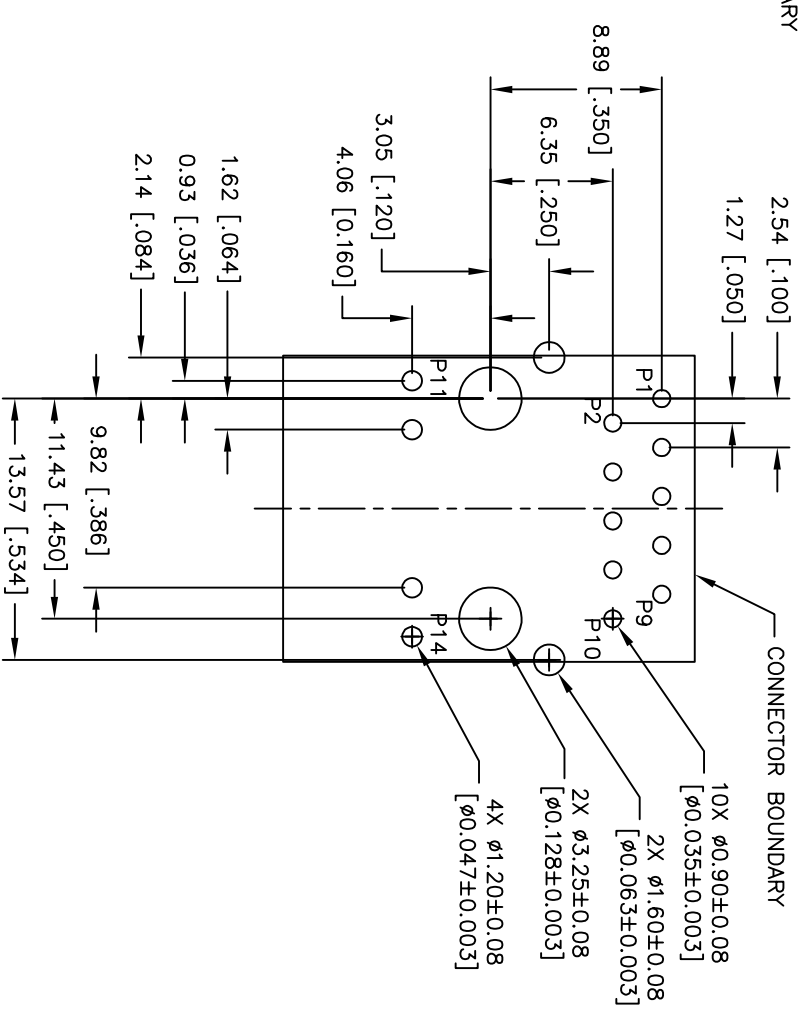 ARY
8.89 [.350]
6.35 [.250]
3.05 [.120]
4.06 [0.160]
2.54 [.100]
1.27 [.050]
1.62 [.064]
0.93 [.036]
2.14 [.084]
P1
P2
P11
P9
P10
P14
9.82 [.386]
11.43 [.450]
13.57 [.534]
CONNECTOR BOUNDARY
10X ø0.90±0.08
[ø0.035±0.003]
2X ø1.60±0.08
[ø0.063±0.003]
2X ø3.25±0.08
[ø0.128±0.003]
4X ø1.20±0.08
[ø0.047±0.003]